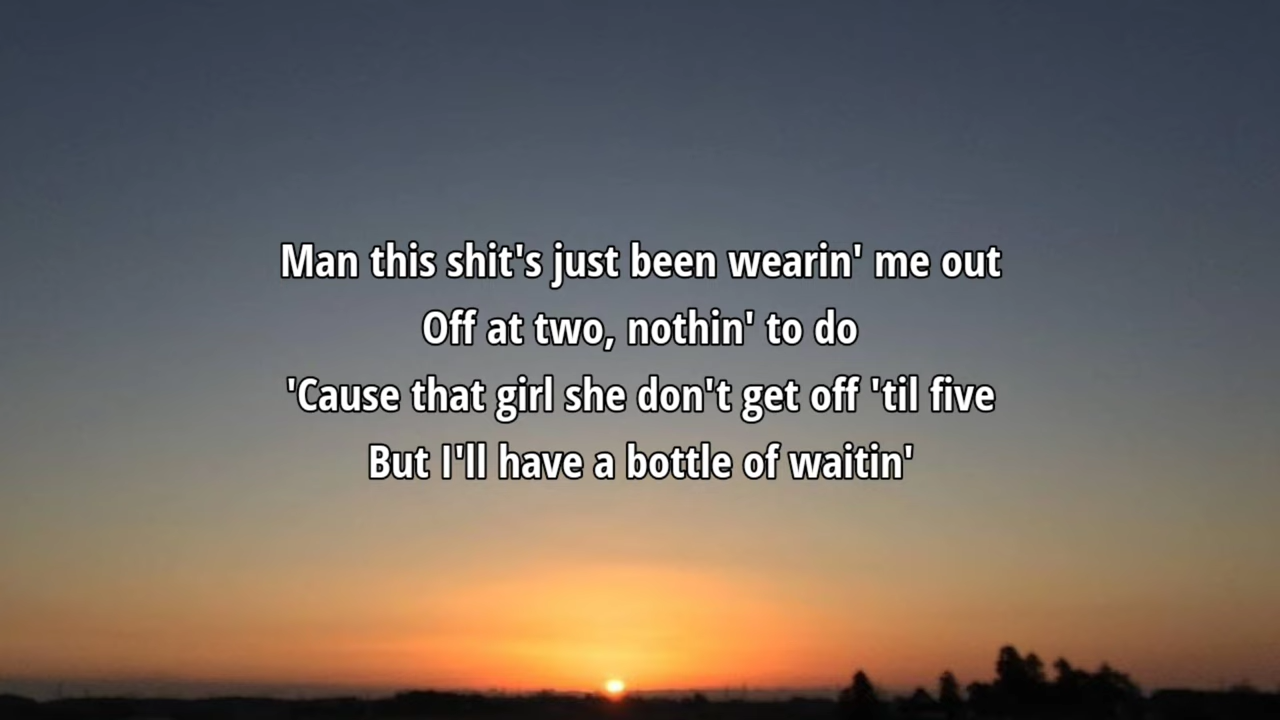 Man this shit's just been wearin' me out
Off at two, nothin' to do
'Cause that girl she don't get off 'til five
But I'll have a bottle of waitin'